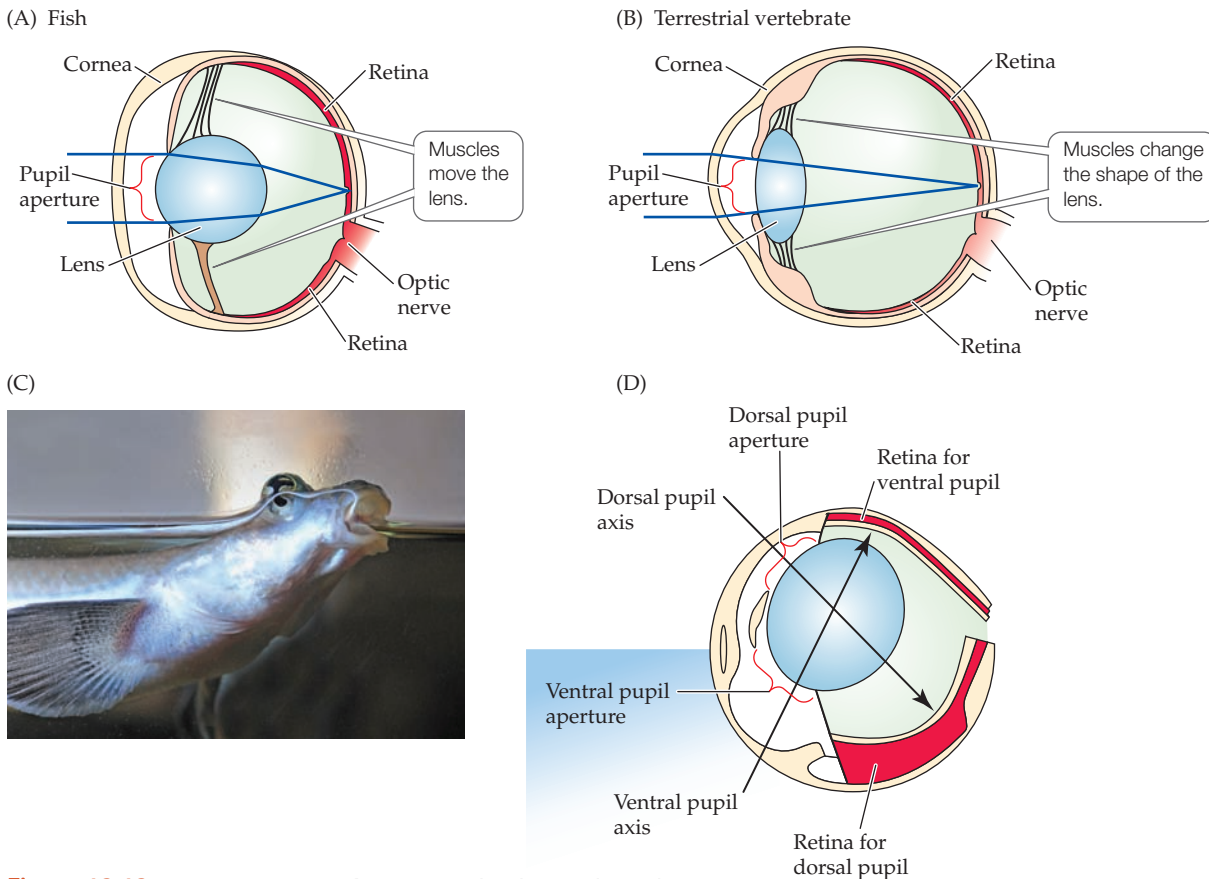 (A) Fish
Cornea
Retina
Muscles
move the
lens.
Pupil
aperture
Lens
Optic
nerve
Retina
(B) Terrestrial vertebrate
Cornea
Retina
Muscles change
the shape of the
lens.
Pupil
aperture
Lens
Optic
nerve
Retina
(C)
(D)
Dorsal pupil
aperture
Retina for
ventral pupil
Dorsal pupil
axis
Ventral pupil
aperture
Ventral pupil
axis
Retina for
dorsal pupil